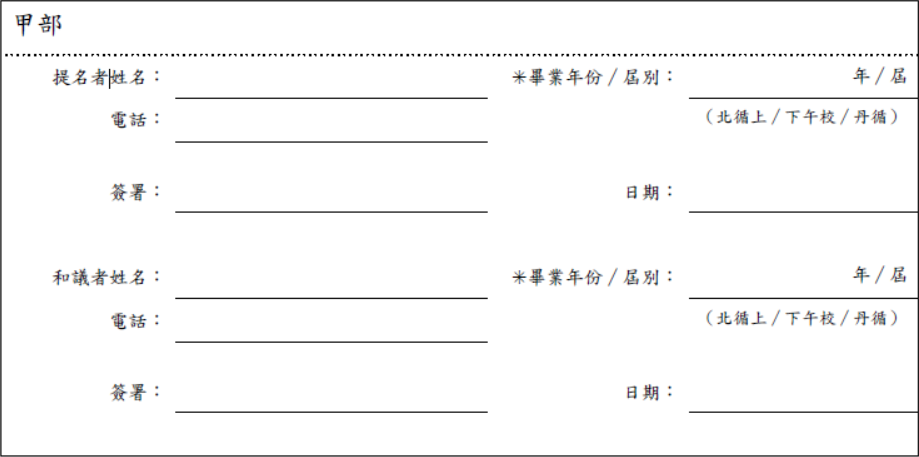 甲部
提名者姓名： *畢業年份/屆別： 年/屆
電話： （北循上/下午校/丹循）
簽署： 日期：
和議者姓名： *畢業年份/屆別： 年/屆
電話： （北循上/下午校/丹循）
簽署： 日期：